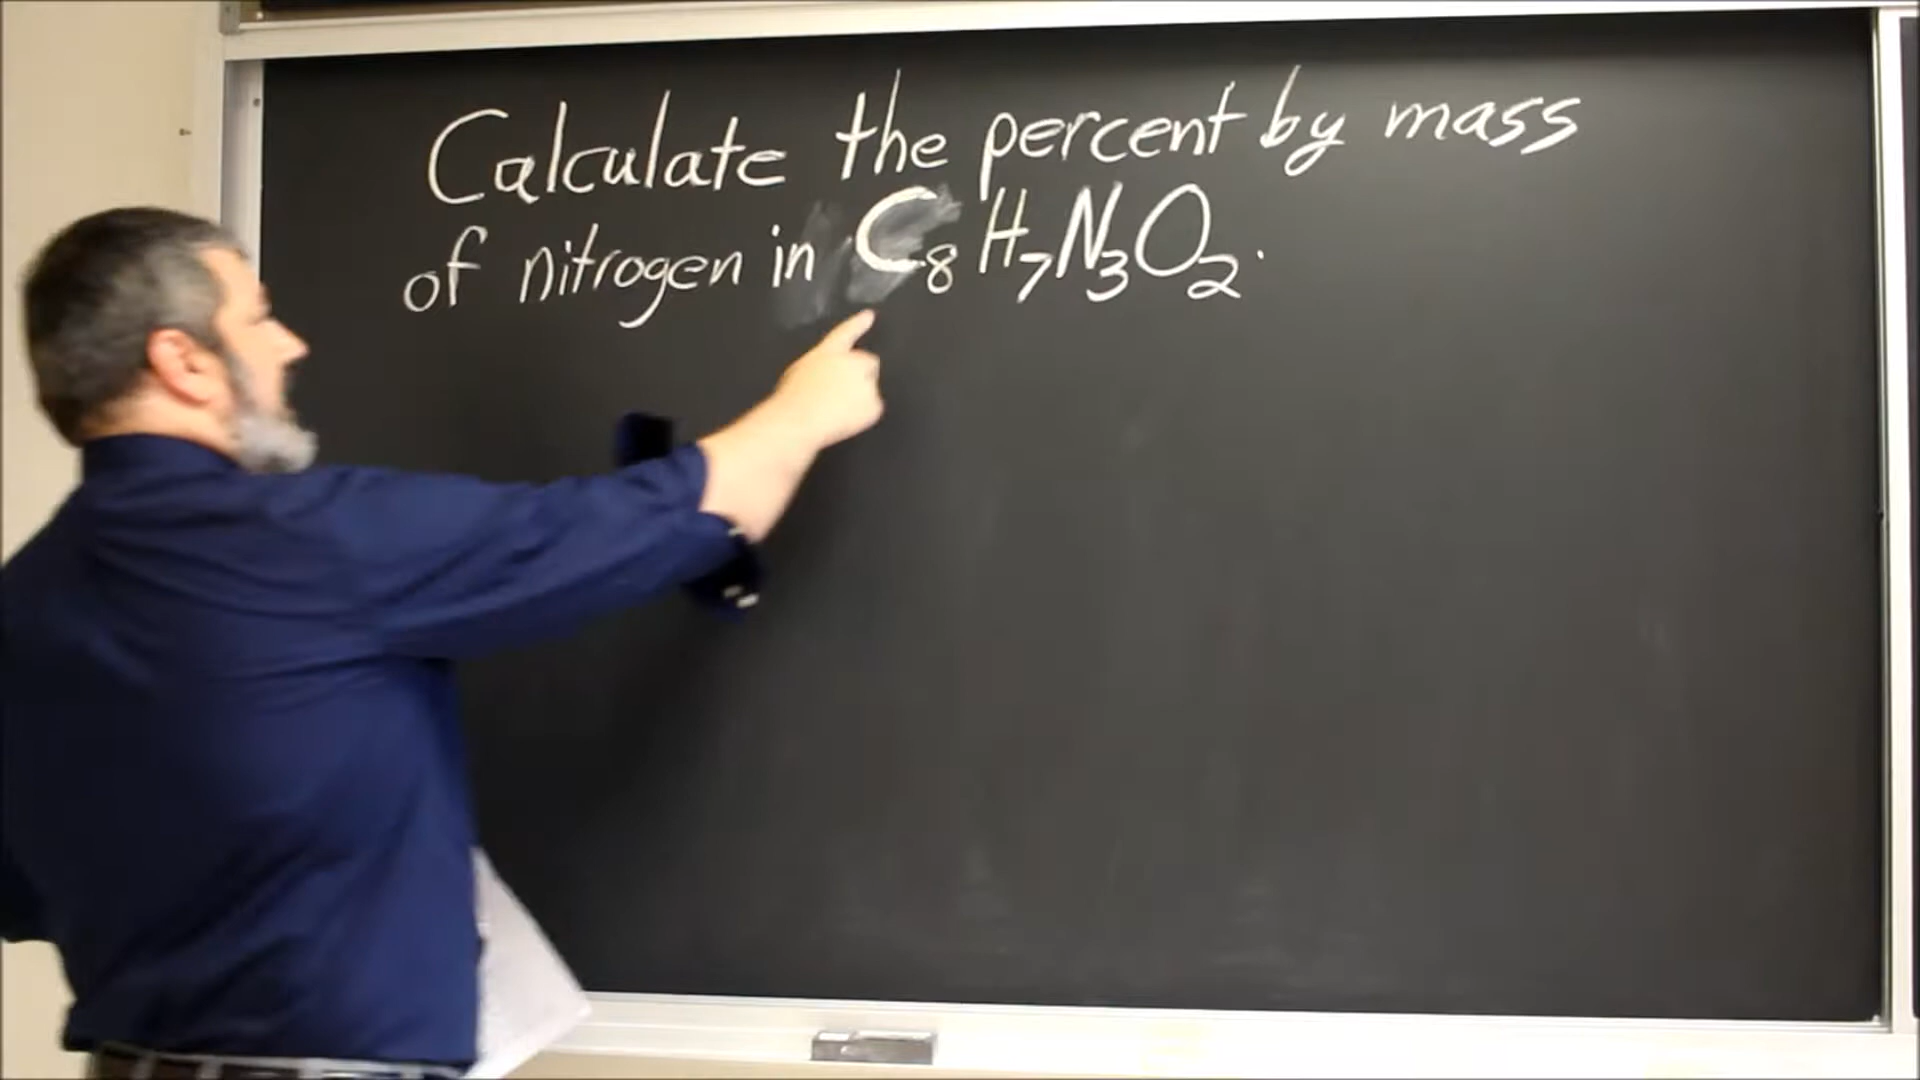 Calculate the percent by mass
of nitrogen in C₈H₇N₃O₂.